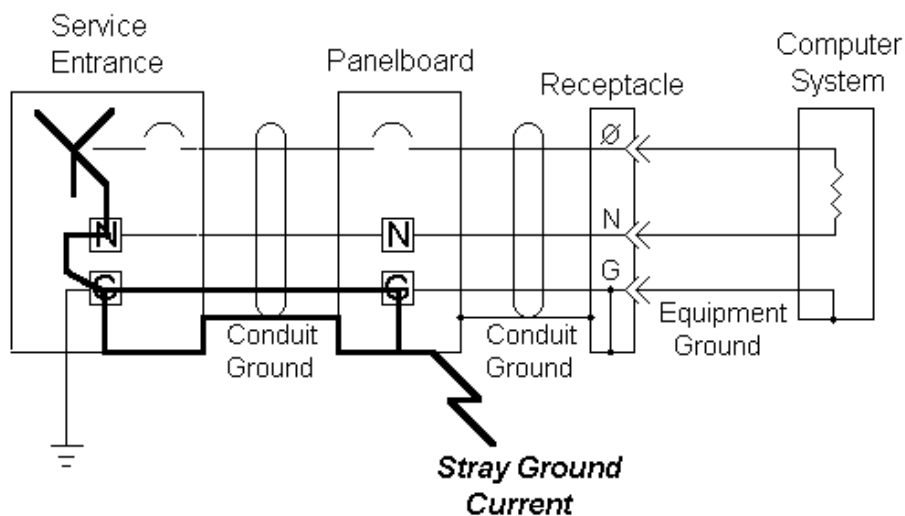 Service
Entrance
Panelboard
Receptacle
Computer
System
Ø
N
N
N
G
G
G
Conduit
Ground
Conduit
Ground
Equipment
Ground
Stray Ground
Current